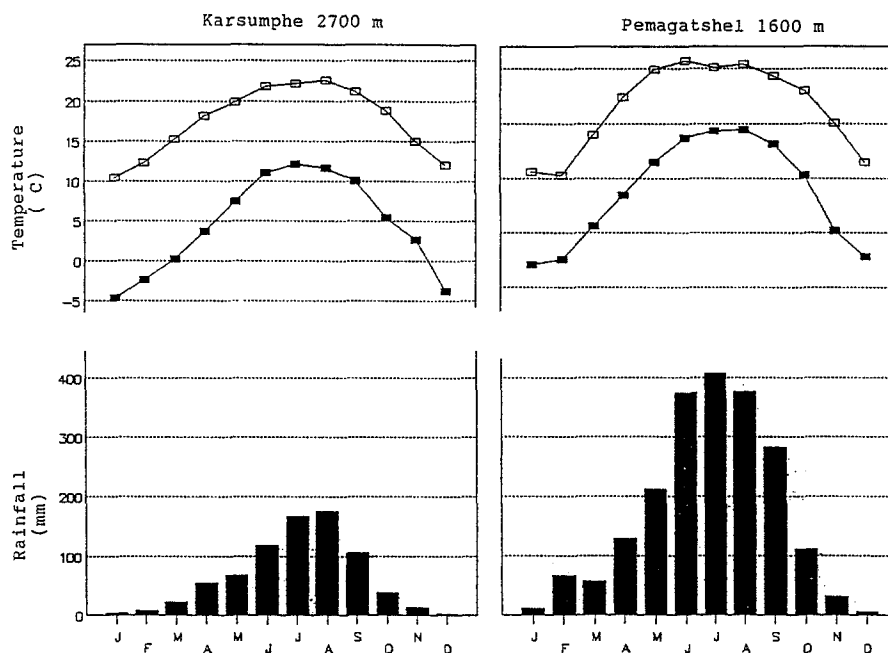 Karsumphe 2700 m
Pemagatshel 1600 m
Temperature
( C)
25
20
15
10
5
0
−5
Rainfall
(mm)
400
300
200
100
0
J F M A M J J A S O N D
J F M A M J J A S O N D